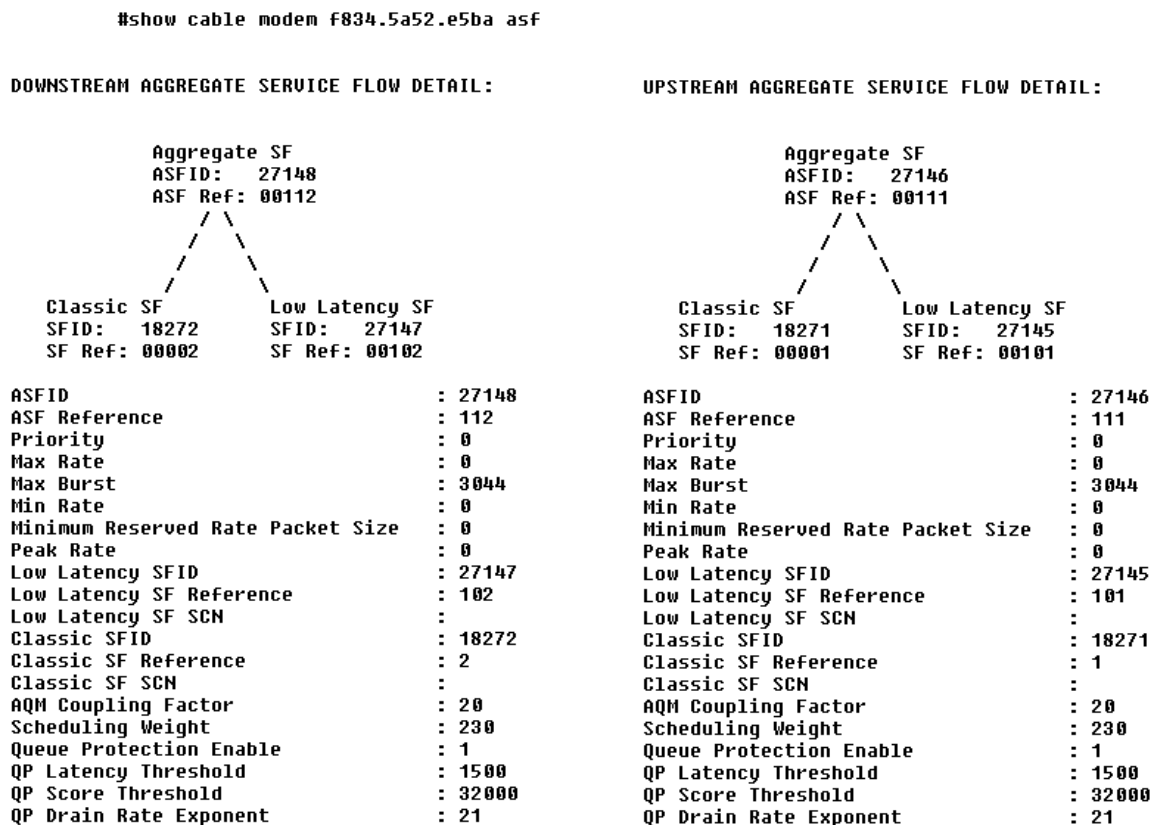 #show cable modem f834.5a52.e5ba asf
DOWNSTREAM AGGREGATE SERVICE FLOW DETAIL:
Aggregate SF
ASFID: 27148
ASF Ref: 00112
/ \
/ \
/ \
/ \
Classic SF Low Latency SF
SFID: 18272 SFID: 27147
SF Ref: 00002 SF Ref: 00102
ASFID : 27148
ASF Reference : 112
Priority : 0
Max Rate : 0
Max Burst : 3044
Min Rate : 0
Minimum Reserved Rate Packet Size : 0
Peak Rate : 0
Low Latency SFID : 27147
Low Latency SF Reference : 102
Low Latency SF SCN :
Classic SFID : 18272
Classic SF Reference : 2
Classic SF SCN :
AQM Coupling Factor : 20
Scheduling Weight : 230
Queue Protection Enable : 1
QP Latency Threshold : 1500
QP Score Threshold : 32000
QP Drain Rate Exponent : 21
UPSTREAM AGGREGATE SERVICE FLOW DETAIL:
Aggregate SF
ASFID: 27146
ASF Ref: 00111
/ \
/ \
/ \
/ \
Classic SF Low Latency SF
SFID: 18271 SFID: 27145
SF Ref: 00001 SF Ref: 00101
ASFID : 27146
ASF Reference : 111
Priority : 0
Max Rate : 0
Max Burst : 3044
Min Rate : 0
Minimum Reserved Rate Packet Size : 0
Peak Rate : 0
Low Latency SFID : 27145
Low Latency SF Reference : 101
Low Latency SF SCN :
Classic SFID : 18271
Classic SF Reference : 1
Classic SF SCN :
AQM Coupling Factor : 20
Scheduling Weight : 230
Queue Protection Enable : 1
QP Latency Threshold : 1500
QP Score Threshold : 32000
QP Drain Rate Exponent : 21